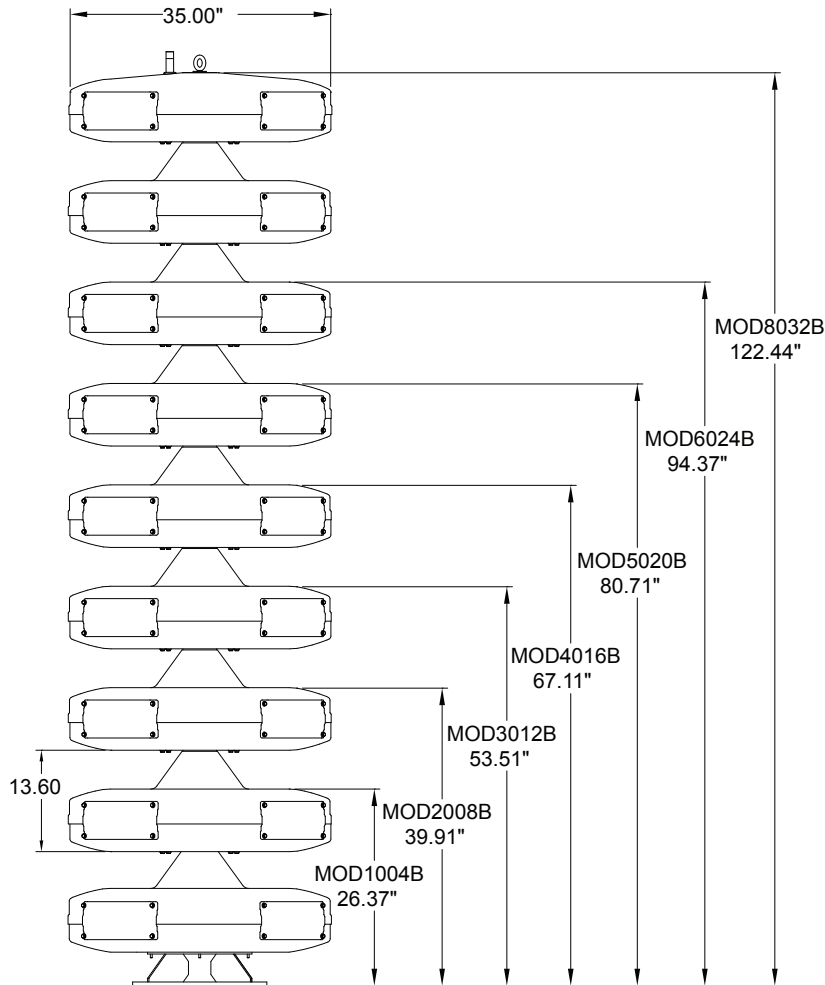 35.00"
MOD8032B
122.44"
MOD6024B
94.37"
MOD5020B
80.71"
MOD4016B
67.11"
MOD3012B
53.51"
13.60
MOD2008B
39.91"
MOD1004B
26.37"